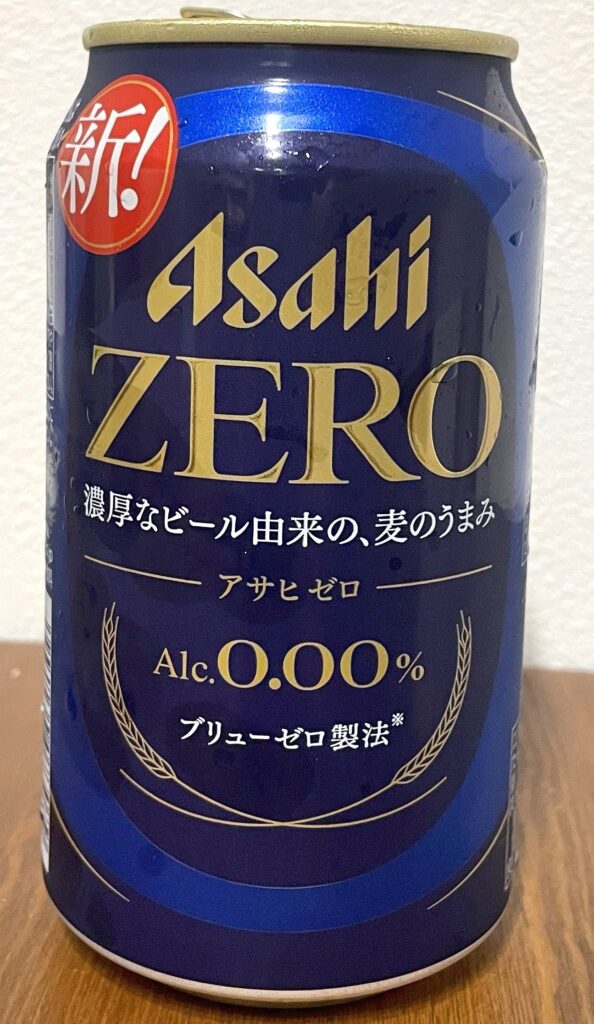 新!
Asahi
ZERO
濃厚なビール由来の、麦のうまみ
アサヒゼロ
Alc.0.00%
ブリューゼロ製法※